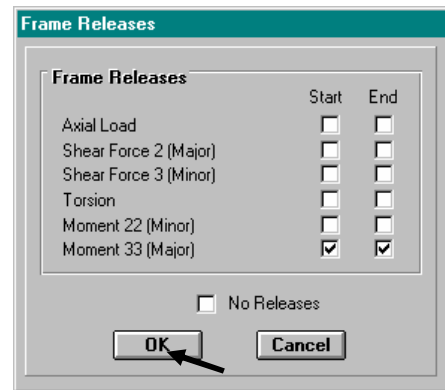 Frame Releases
Frame Releases
Start End
Axial Load
Shear Force 2 (Major)
Shear Force 3 (Minor)
Torsion
Moment 22 (Minor)
Moment 33 (Major)
No Releases
OK Cancel